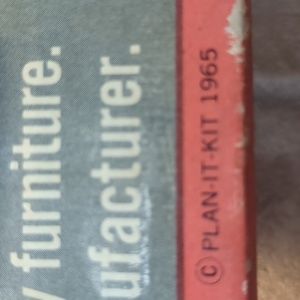 furniture.
ufacturer.
© PLAN-IT-KIT 1965